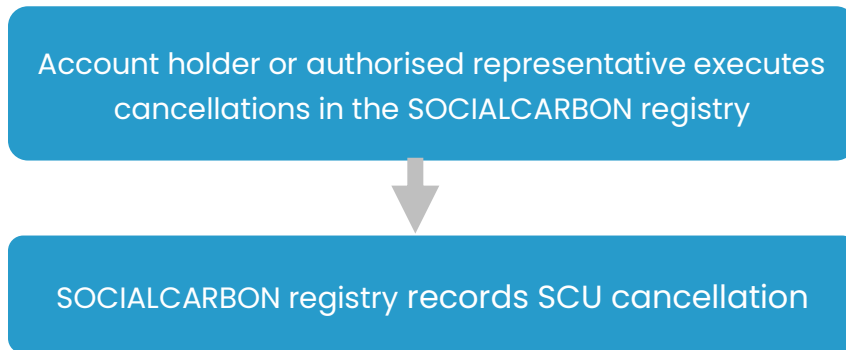 Account holder or authorised representative executes
cancellations in the SOCIALCARBON registry
SOCIALCARBON registry records SCU cancellation